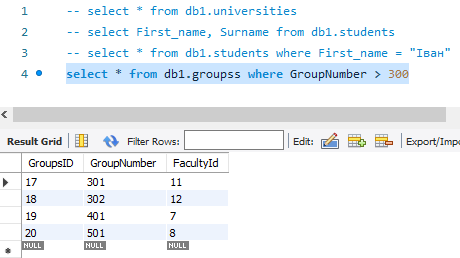 1 -- select * from db1.universities
2 -- select First_name, Surname from db1.students
3 -- select * from db1.students where First_name = "Іван"
4 select * from db1.groupss where GroupNumber > 300
Result Grid Filter Rows: Edit: Export/Impo
GroupsID GroupNumber FacultyId
17 301 11
18 302 12
19 401 7
20 501 8
NULL NULL NULL